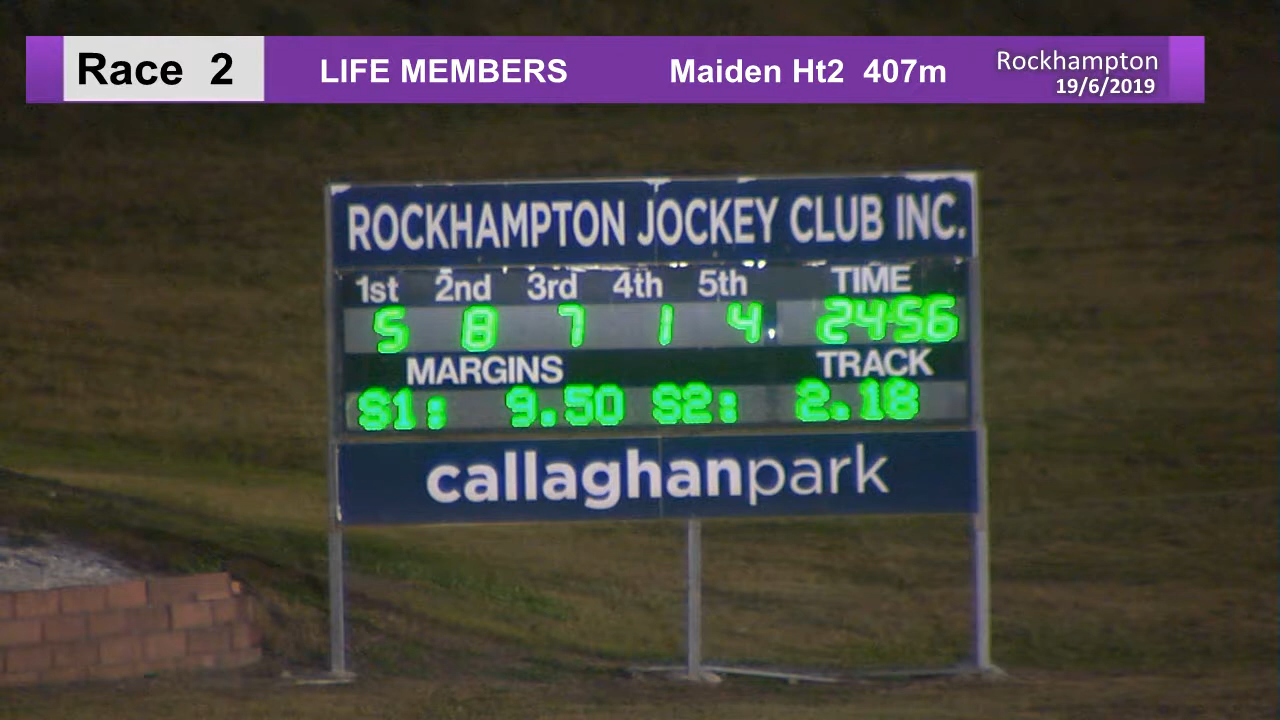 Race 2 LIFE MEMBERS Maiden Ht2 407m Rockhampton
19/6/2019
ROCKHAMPTON JOCKEY CLUB INC.
1st 2nd 3rd 4th 5th TIME
5 8 7 1 4. 2456
MARGINS TRACK
S1: 9.50 S2: 2.18
callaghanpark